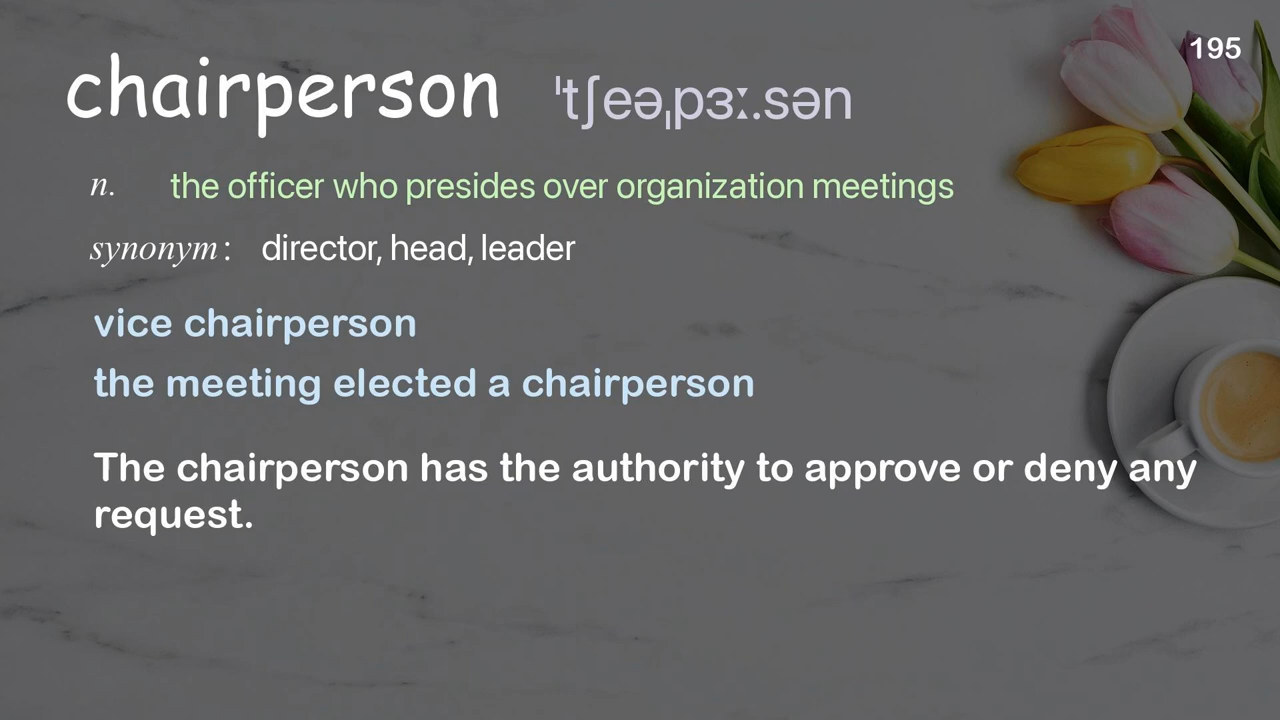 195
chairperson ˈtʃeəˌpɜː.sən
n. the officer who presides over organization meetings
synonym: director, head, leader
vice chairperson
the meeting elected a chairperson
The chairperson has the authority to approve or deny any
request.